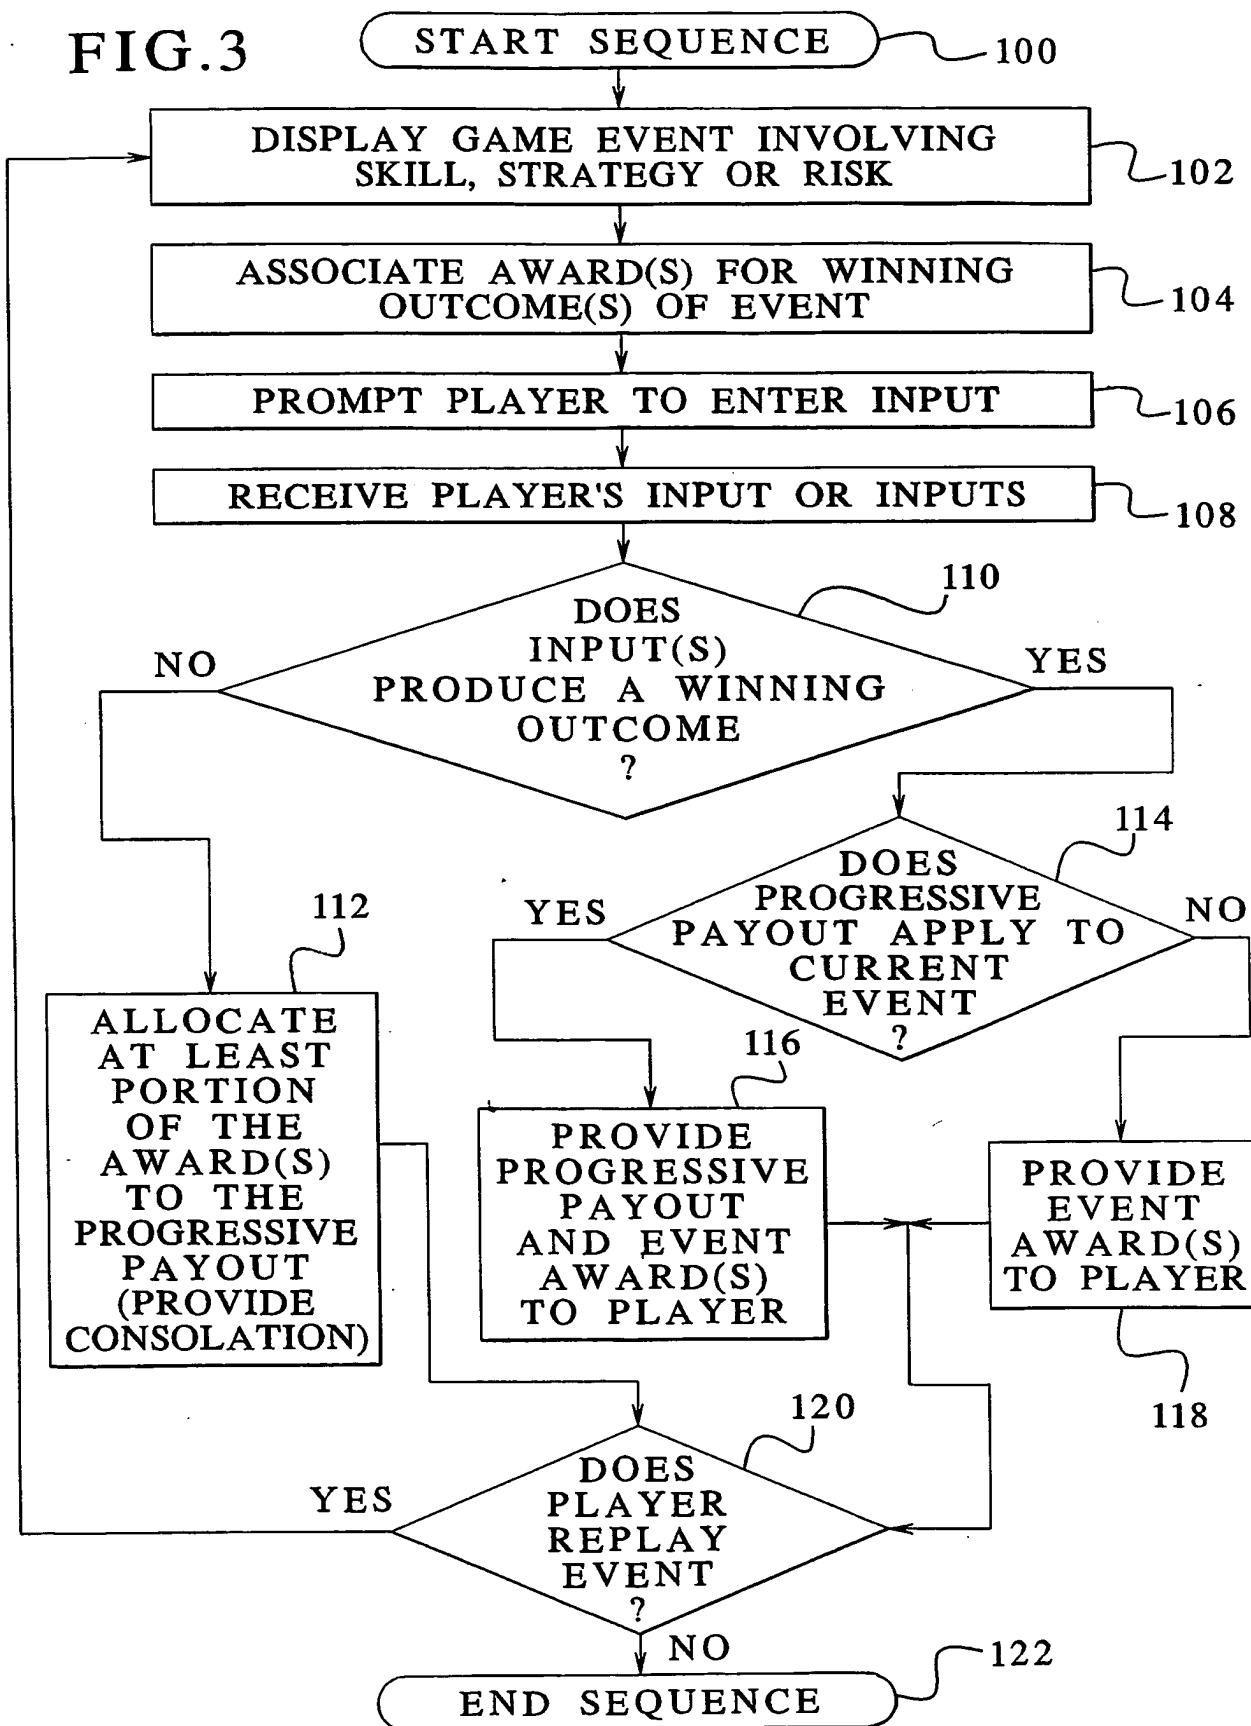 FIG.3
START SEQUENCE
100
DISPLAY GAME EVENT INVOLVING
SKILL, STRATEGY OR RISK
102
ASSOCIATE AWARD(S) FOR WINNING
OUTCOME(S) OF EVENT
104
PROMPT PLAYER TO ENTER INPUT
106
RECEIVE PLAYER'S INPUT OR INPUTS
108
110
DOES
INPUT(S)
PRODUCE A WINNING
OUTCOME
?
NO
YES
114
DOES
PROGRESSIVE
PAYOUT APPLY TO
CURRENT
EVENT
?
YES
NO
112
ALLOCATE
AT LEAST
PORTION
OF THE
AWARD(S)
TO THE
PROGRESSIVE
PAYOUT
(PROVIDE
CONSOLATION)
116
PROVIDE
PROGRESSIVE
PAYOUT
AND EVENT
AWARD(S)
TO PLAYER
PROVIDE
EVENT
AWARD(S)
TO PLAYER
118
120
DOES
PLAYER
REPLAY
EVENT
?
YES
NO
END SEQUENCE
122